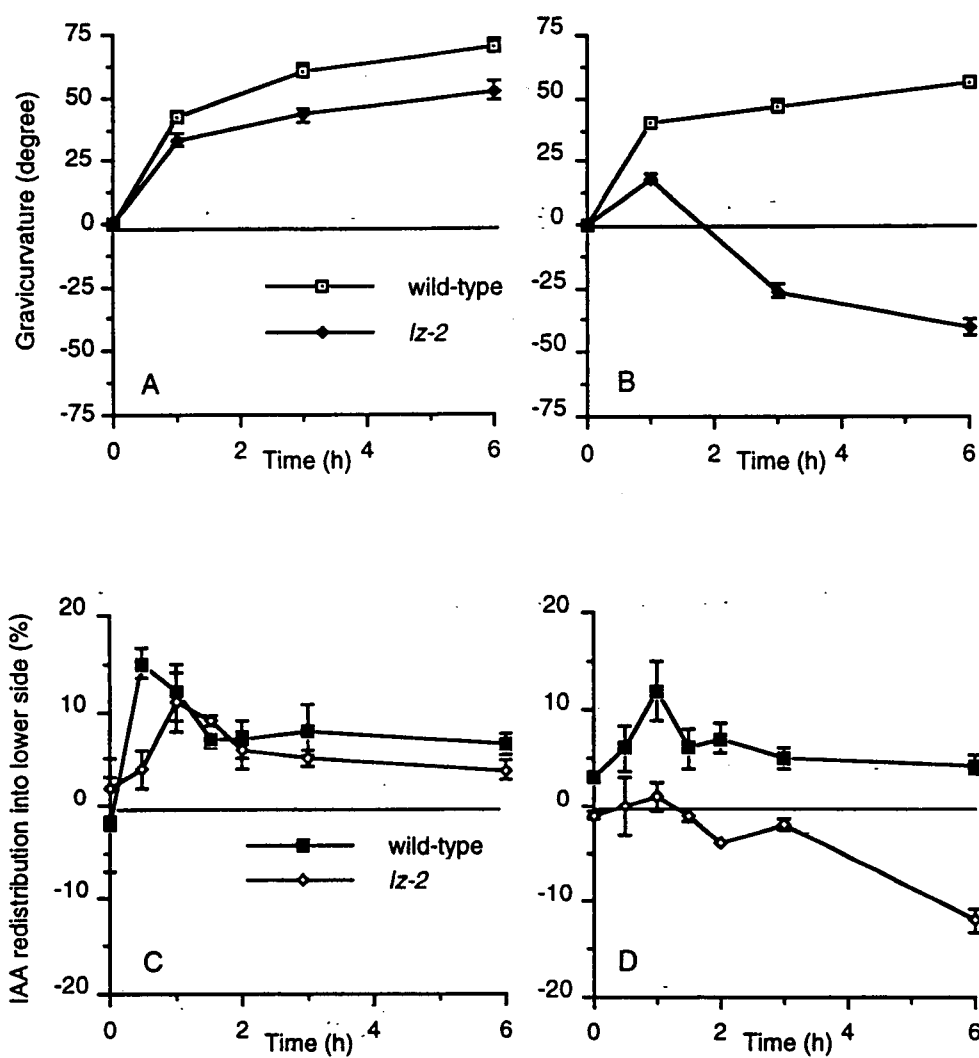 75
50
25
0
-25
-50
-75
Gravicurvature (degree)
wild-type
lz-2
A
0
2
4
6
Time (h)
75
50
25
0
-25
-50
-75
B
0
2
4
6
Time (h)
20
10
0
-10
-20
IAA redistribution into lower side (%)
wild-type
lz-2
C
0
2
4
6
Time (h)
20
10
0
-10
-20
D
0
2
4
6
Time (h)